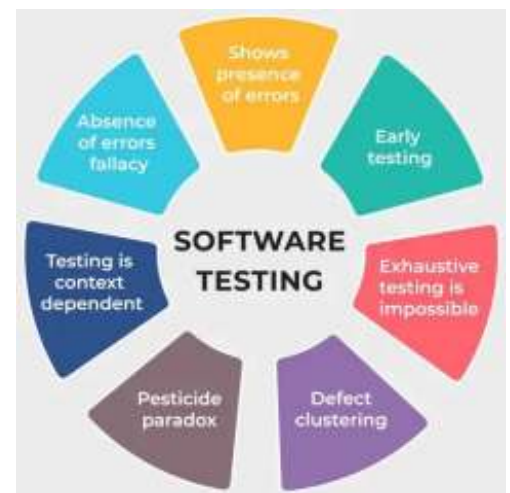 Shows
presence
of errors
Early
testing
Exhaustive
testing is
impossible
Defect
clustering
Pesticide
paradox
Testing is
context
dependent
Absence
of errors
fallacy
SOFTWARE
TESTING